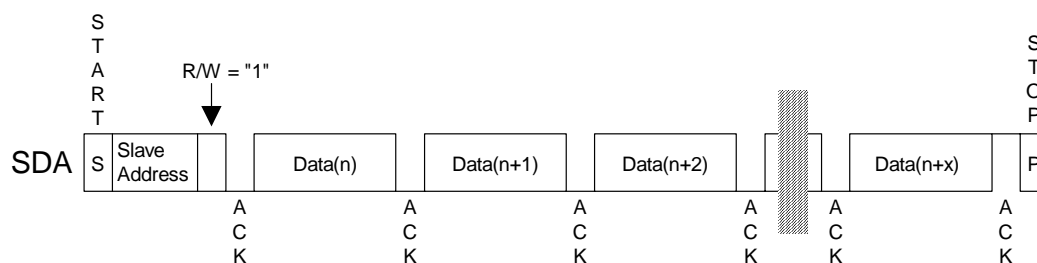 START
STOP
R/W = "1"
SDA
S
Slave
Address
Data(n)
Data(n+1)
Data(n+2)
Data(n+x)
P
ACK
ACK
ACK
ACK
ACK
ACK